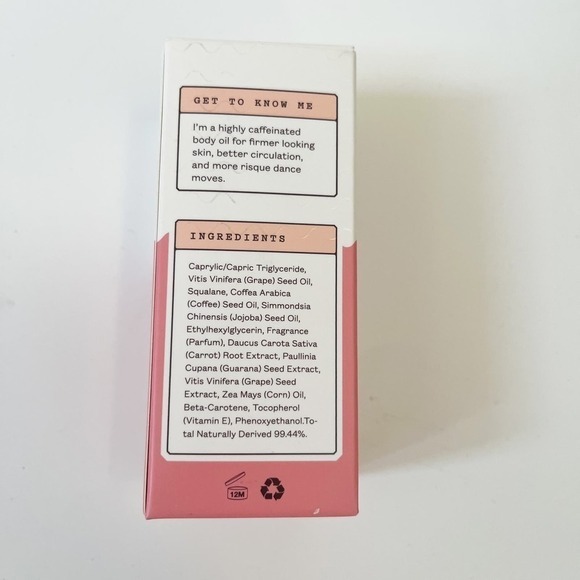 GET TO KNOW ME
I'm a highly caffeinated
body oil for firmer looking
skin, better circulation,
and more risque dance
moves.
INGREDIENTS
Caprylic/Capric Triglyceride,
Vitis Vinifera (Grape) Seed Oil,
Squalane, Coffea Arabica
(Coffee) Seed Oil, Simmondsia
Chinensis (Jojoba) Seed Oil,
Ethylhexylglycerin, Fragrance
(Parfum), Daucus Carota Sativa
(Carrot) Root Extract, Paullinia
Cupana (Guarana) Seed Extract,
Vitis Vinifera (Grape) Seed
Extract, Zea Mays (Corn) Oil,
Beta-Carotene, Tocopherol
(Vitamin E), Phenoxyethanol.To-
tal Naturally Derived 99.44%.
12M